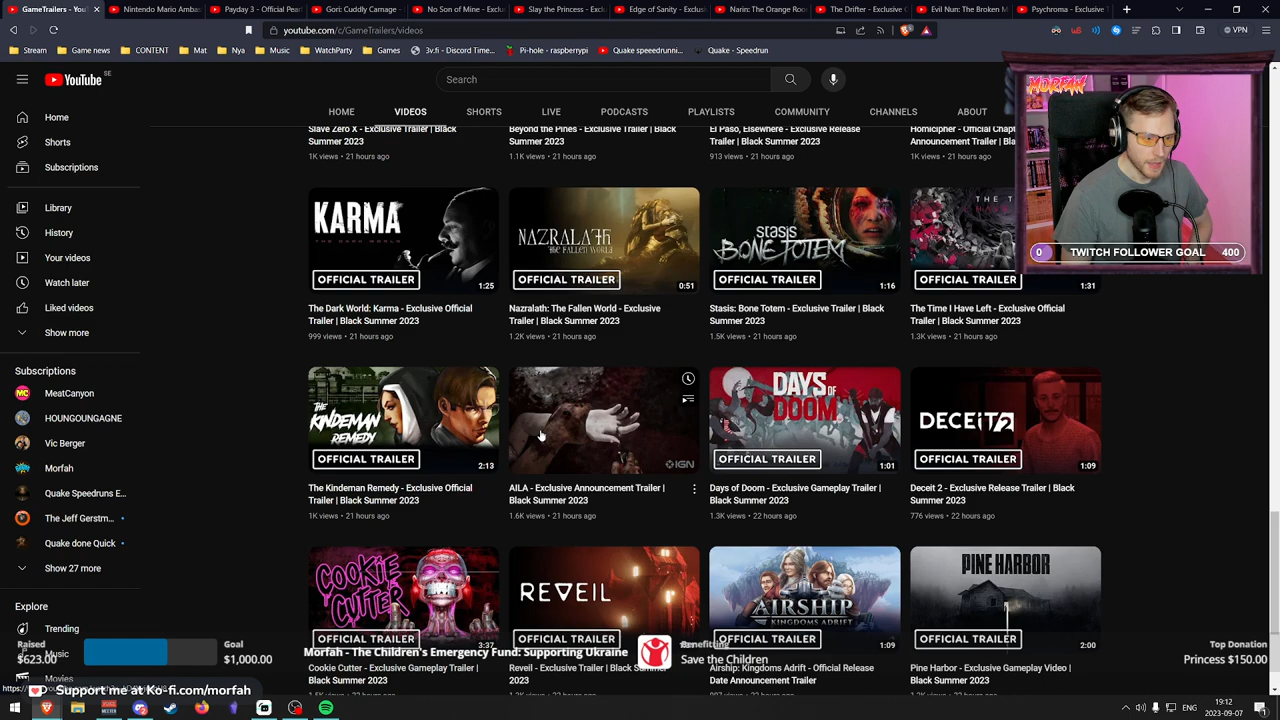 GameTrailers - YouT
Nintendo Mario Amba
Payday 3 - Official Pearl
Gori: Cuddly Carnage -
No Son of Mine - Exclu
Slay the Princess - Excl
Edge of Sanity - Exclusi
Narin: The Orange Roo
The Drifter - Exclusive G
Evil Nun: The Broken M
Psychroma - Exclusive T
youtube.com/c/GameTrailers/videos
VPN
Stream
Game news
CONTENT
Mat
Nya
Music
WatchParty
Games
3v.fi - Discord Time...
Pi-hole - raspberrypi
Quake speeedrunni...
Quake - Speedrun
YouTube SE
Search
HOME
VIDEOS
SHORTS
LIVE
PODCASTS
PLAYLISTS
COMMUNITY
CHANNELS
ABOUT
MORFAH
0 TWITCH FOLLOWER GOAL 400
Home
Shorts
Subscriptions
Library
History
Your videos
Watch later
Liked videos
Show more
Subscriptions
MeatCanyon
HOUNGOUNGAGNE
Vic Berger
Morfah
Quake Speedruns E...
The Jeff Gerstm...
Quake done Quick
Show 27 more
Explore
Trending
Music
Movies
Slave Zero X - Exclusive Trailer | Black
Summer 2023
1K views • 21 hours ago
Beyond the Pines - Exclusive Trailer | Black
Summer 2023
1.1K views • 21 hours ago
El Paso, Elsewhere - Exclusive Release
Trailer | Black Summer 2023
913 views • 21 hours ago
Homicipher - Official Chapt
Announcement Trailer |
1K views • 21 hours ago
KARMA
THE DARK WORLD
OFFICIAL TRAILER
1:25
The Dark World: Karma - Exclusive Official
Trailer | Black Summer 2023
999 views • 21 hours ago
NAZRALATH
THE FALLEN WORLD
OFFICIAL TRAILER
0:51
Nazralath: The Fallen World - Exclusive
Trailer | Black Summer 2023
1.2K views • 21 hours ago
STASIS
BONE TOTEM
OFFICIAL TRAILER
1:16
Stasis: Bone Totem - Exclusive Trailer | Black
Summer 2023
1.5K views • 21 hours ago
OFFICIAL TRAILER
1:31
The Time I Have Left - Exclusive Official
Trailer | Black Summer 2023
1.3K views • 21 hours ago
THE
KINDEMAN
REMEDY
OFFICIAL TRAILER
2:13
The Kindeman Remedy - Exclusive Official
Trailer | Black Summer 2023
1K views • 21 hours ago
IGN
AILA - Exclusive Announcement Trailer |
Black Summer 2023
1.6K views • 21 hours ago
DAYS OF
DOOM
OFFICIAL TRAILER
1:01
Days of Doom - Exclusive Gameplay Trailer |
Black Summer 2023
1.3K views • 22 hours ago
DECEIT 2
OFFICIAL TRAILER
1:09
Deceit 2 - Exclusive Release Trailer | Black
Summer 2023
776 views • 22 hours ago
COOKIE
CUTTER
OFFICIAL TRAILER
3:37
Cookie Cutter - Exclusive Gameplay Trailer |
Black Summer 2023
REVEIL
OFFICIAL TRAILER
Reveil - Exclusive Trailer | Black Summer
2023
AIRSHIP
KINGDOMS ADRIFT
OFFICIAL TRAILER
1:09
Airship: Kingdoms Adrift - Official Release
Date Announcement Trailer
PINE HARBOR
OFFICIAL TRAILER
2:00
Pine Harbor - Exclusive Gameplay Video |
Black Summer 2023
Raised
$623.00
Goal
$1,000.00
Morfah - The Children's Emergency Fund: Supporting Ukraine
Benefitting
Save the Children
Top Donation
Princess $150.00
Ko-fi.com/morfah
ENG
19:12
2023-09-07